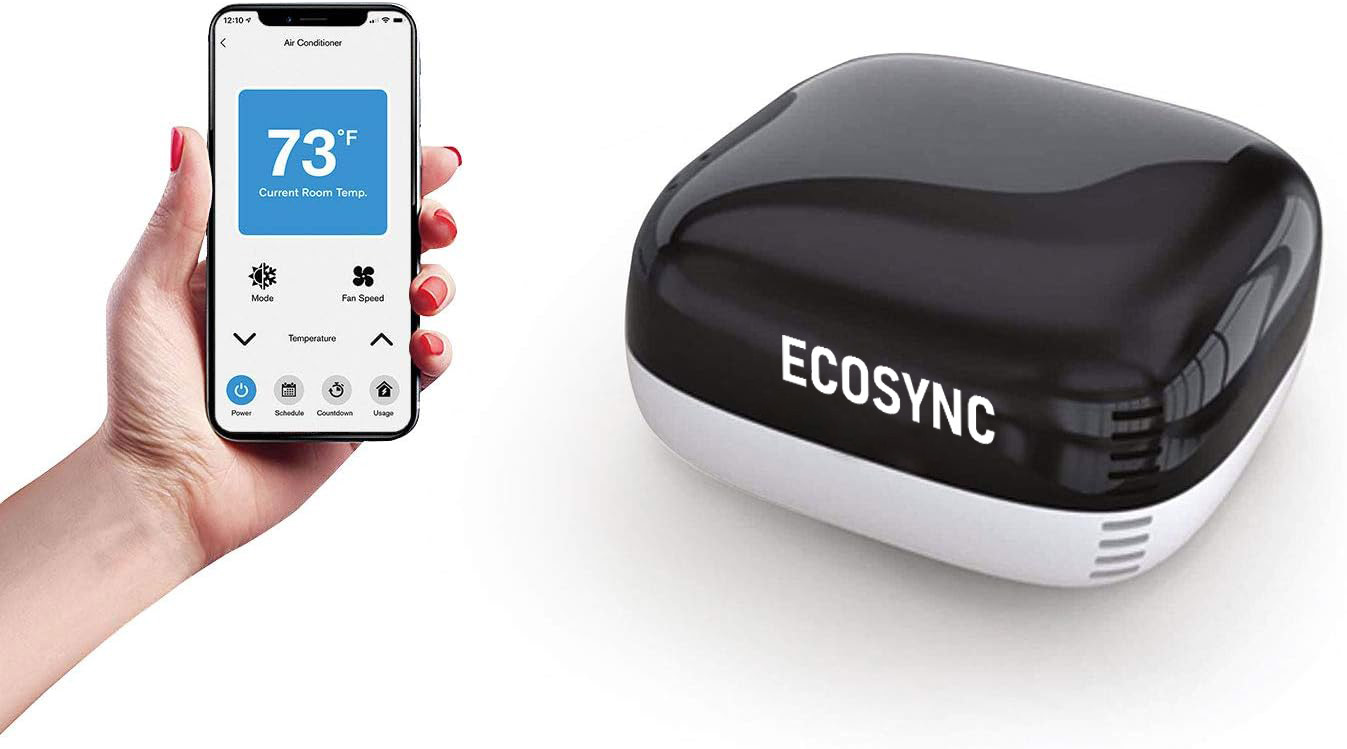 12:10
Air Conditioner
73°F
Current Room Temp.
Mode
Fan Speed
Temperature
Power
Schedule
Countdown
Usage
ECOSYNC